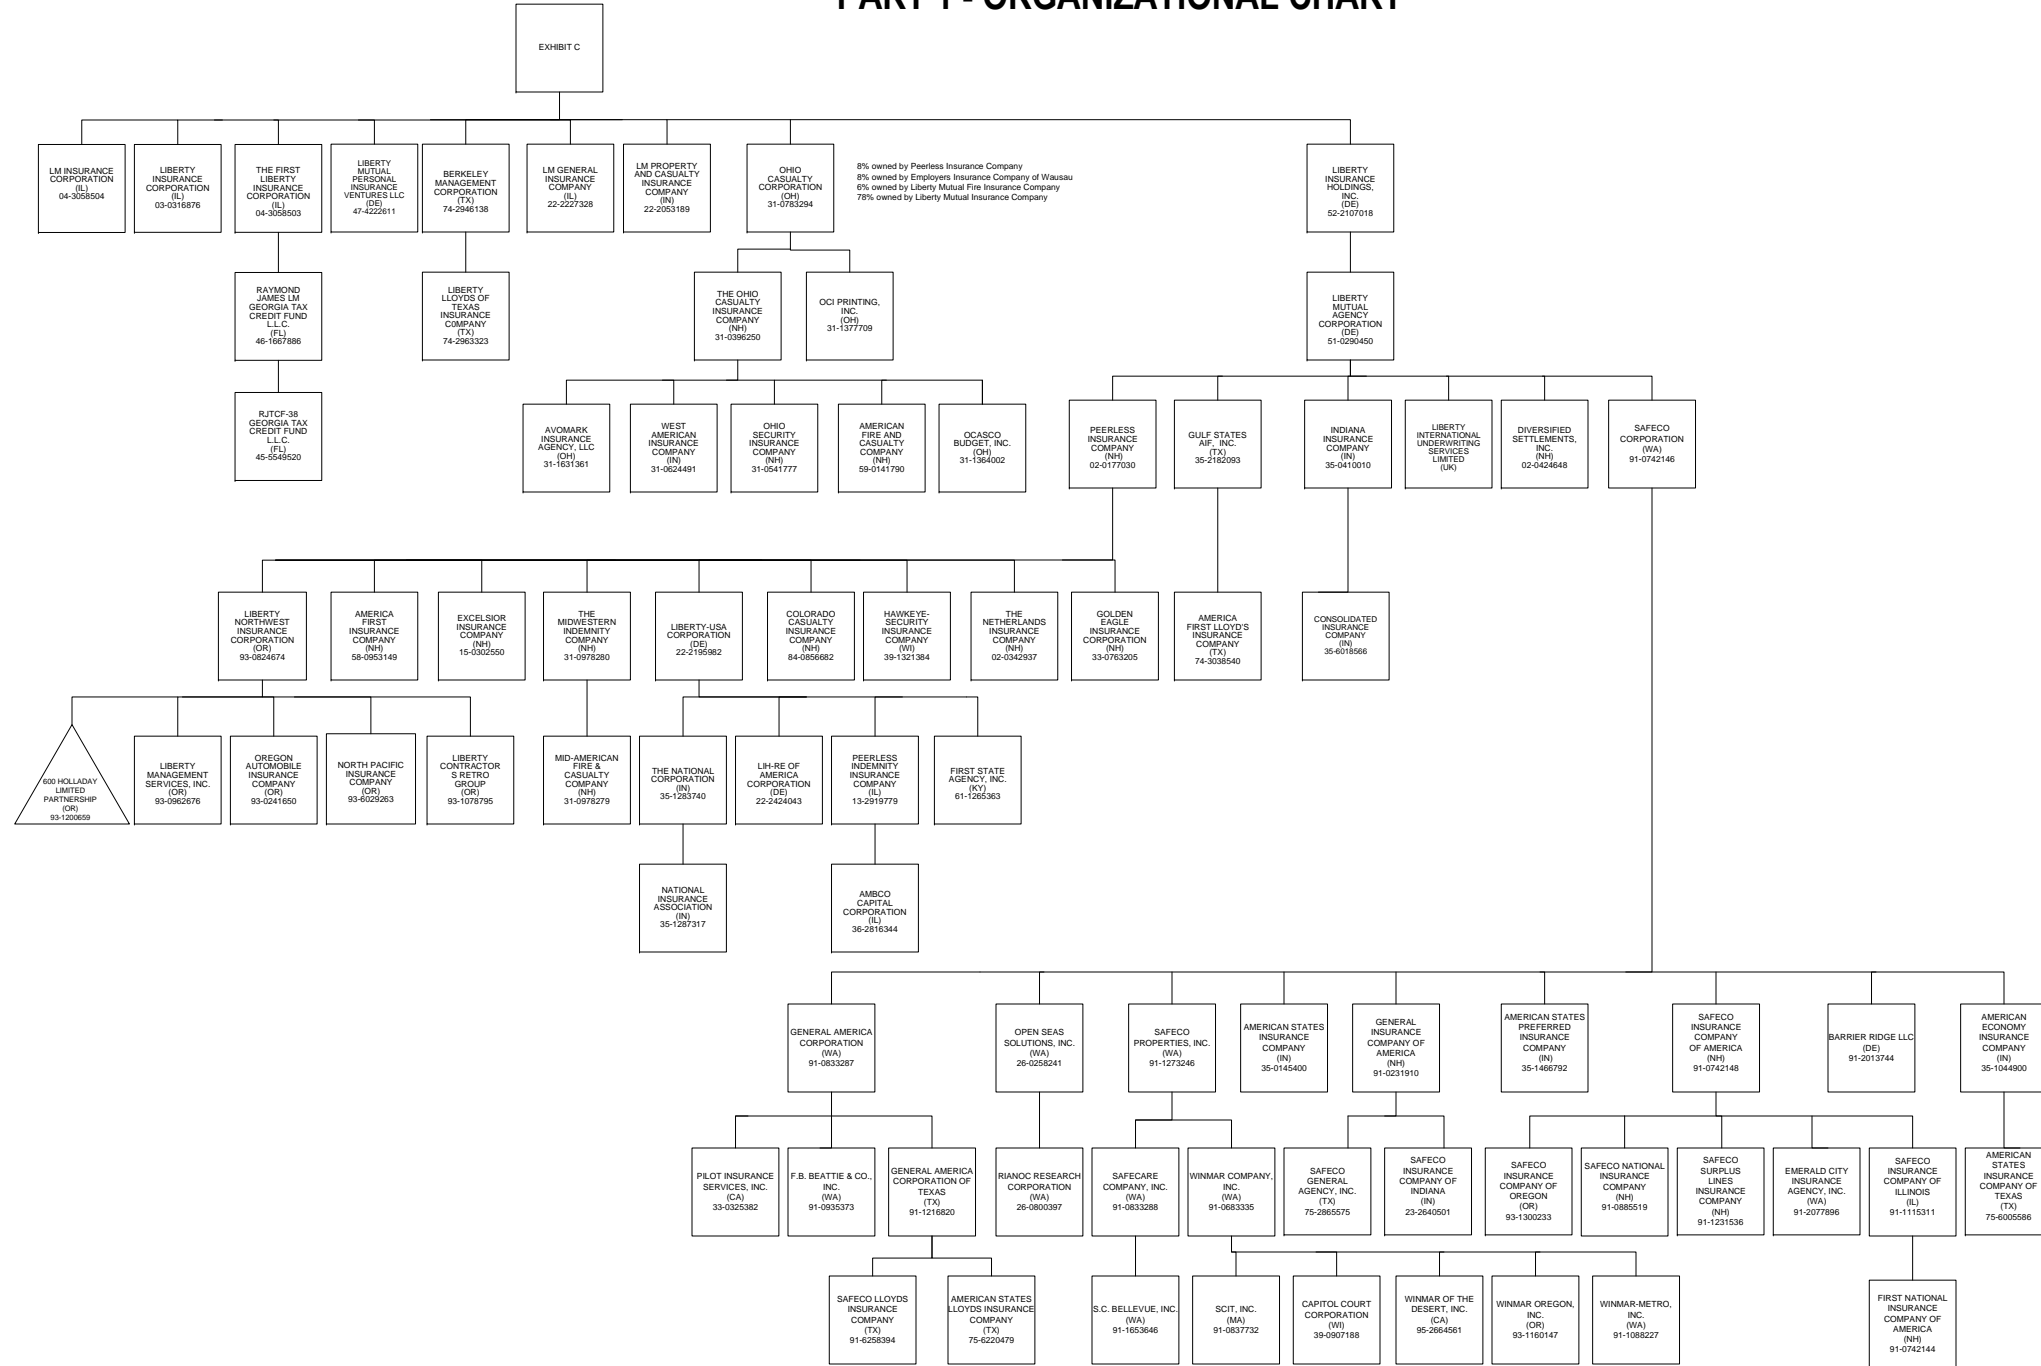 PART 1 - ORGANIZATIONAL CHART
EXHIBIT C
LM INSURANCE
CORPORATION
(IL)
04-3058504
LIBERTY
INSURANCE
CORPORATION
(IL)
03-0316876
THE FIRST
LIBERTY
INSURANCE
CORPORATION
(IL)
04-3058503
LIBERTY
MUTUAL
PERSONAL
INSURANCE
VENTURES LLC
(DE)
47-4222611
BERKELEY
MANAGEMENT
CORPORATION
(TX)
74-2946138
LM GENERAL
INSURANCE
COMPANY
(IL)
22-2227328
LM PROPERTY
AND CASUALTY
INSURANCE
COMPANY
(IN)
22-2053189
OHIO
CASUALTY
CORPORATION
(OH)
31-0783294
8% owned by Peerless Insurance Company
8% owned by Employers Insurance Company of Wausau
6% owned by Liberty Mutual Fire Insurance Company
78% owned by Liberty Mutual Insurance Company
LIBERTY
INSURANCE
HOLDINGS,
INC.
(DE)
52-2107018
RAYMOND
JAMES LM
GEORGIA TAX
CREDIT FUND
L.L.C.
(FL)
46-1667886
LIBERTY
LLOYDS OF
TEXAS
INSURANCE
C0MPANY
(TX)
74-2963323
THE OHIO
CASUALTY
INSURANCE
COMPANY
(NH)
31-0396250
OCI PRINTING,
INC.
(OH)
31-1377709
LIBERTY
MUTUAL
AGENCY
CORPORATION
(DE)
51-0290450
RJTCF-38
GEORGIA TAX
CREDIT FUND
L.L.C.
(FL)
45-5549520
AVOMARK
INSURANCE
AGENCY, LLC
(OH)
31-1631361
WEST
AMERICAN
INSURANCE
COMPANY
(IN)
31-0624491
OHIO
SECURITY
INSURANCE
COMPANY
(NH)
31-0541777
AMERICAN
FIRE AND
CASUALTY
COMPANY
(NH)
59-0141790
OCASCO
BUDGET, INC.
(OH)
31-1364002
PEERLESS
INSURANCE
COMPANY
(NH)
02-0177030
GULF STATES
AIF, INC.
(TX)
35-2182093
INDIANA
INSURANCE
COMPANY
(IN)
35-0410010
LIBERTY
INTERNATIONAL
UNDERWRITING
SERVICES
LIMITED
(UK)
DIVERSIFIED
SETTLEMENTS,
INC.
(NH)
02-0424648
SAFECO
CORPORATION
(WA)
91-0742146
LIBERTY
NORTHWEST
INSURANCE
CORPORATION
(OR)
93-0824674
AMERICA
FIRST
INSURANCE
COMPANY
(NH)
58-0953149
EXCELSIOR
INSURANCE
COMPANY
(NH)
15-0302550
THE
MIDWESTERN
INDEMNITY
COMPANY
(NH)
31-0978280
LIBERTY-USA
CORPORATION
(DE)
22-2195982
COLORADO
CASUALTY
INSURANCE
COMPANY
(NH)
84-0856682
HAWKEYE-
SECURITY
INSURANCE
COMPANY
(WI)
39-1321384
THE
NETHERLANDS
INSURANCE
COMPANY
(NH)
02-0342937
GOLDEN
EAGLE
INSURANCE
CORPORATION
(NH)
33-0763205
AMERICA
FIRST LLOYD'S
INSURANCE
COMPANY
(TX)
74-3038540
CONSOLIDATED
INSURANCE
COMPANY
(IN)
35-6018566
600 HOLLADAY
LIMITED
PARTNERSHIP
(OR)
93-1200659
LIBERTY
MANAGEMENT
SERVICES, INC.
(OR)
93-0962676
OREGON
AUTOMOBILE
INSURANCE
COMPANY
(OR)
93-0241650
NORTH PACIFIC
INSURANCE
COMPANY
(OR)
93-6029263
LIBERTY
CONTRACTOR
S RETRO
GROUP
(OR)
93-1078795
MID-AMERICAN
FIRE &
CASUALTY
COMPANY
(NH)
31-0978279
THE NATIONAL
CORPORATION
(IN)
35-1283740
LIH-RE OF
AMERICA
CORPORATION
(DE)
22-2424043
PEERLESS
INDEMNITY
INSURANCE
COMPANY
(IL)
13-2919779
FIRST STATE
AGENCY, INC.
(KY)
61-1265363
NATIONAL
INSURANCE
ASSOCIATION
(IN)
35-1287317
AMBCO
CAPITAL
CORPORATION
(IL)
36-2816344
GENERAL AMERICA
CORPORATION
(WA)
91-0833287
OPEN SEAS
SOLUTIONS, INC.
(WA)
26-0258241
SAFECO
PROPERTIES, INC.
(WA)
91-1273246
AMERICAN STATES
INSURANCE
COMPANY
(IN)
35-0145400
GENERAL
INSURANCE
COMPANY OF
AMERICA
(NH)
91-0231910
AMERICAN STATES
PREFERRED
INSURANCE
COMPANY
(IN)
35-1466792
SAFECO
INSURANCE
COMPANY
OF AMERICA
(NH)
91-0742148
BARRIER RIDGE LLC
(DE)
91-2013744
AMERICAN
ECONOMY
INSURANCE
COMPANY
(IN)
35-1044900
PILOT INSURANCE
SERVICES, INC.
(CA)
33-0325382
F.B. BEATTIE & CO.,
INC.
(WA)
91-0935373
GENERAL AMERICA
CORPORATION OF
TEXAS
(TX)
91-1216820
RIANOC RESEARCH
CORPORATION
(WA)
26-0800397
SAFECARE
COMPANY, INC.
(WA)
91-0833288
WINMAR COMPANY,
INC.
(WA)
91-0683335
SAFECO
GENERAL
AGENCY, INC.
(TX)
75-2865575
SAFECO
INSURANCE
COMPANY OF
INDIANA
(IN)
23-2640501
SAFECO
INSURANCE
COMPANY OF
OREGON
(OR)
93-1300233
SAFECO NATIONAL
INSURANCE
COMPANY
(NH)
91-0885519
SAFECO
SURPLUS
LINES
INSURANCE
COMPANY
(NH)
91-1231536
EMERALD CITY
INSURANCE
AGENCY, INC.
(WA)
91-2077896
SAFECO
INSURANCE
COMPANY OF
ILLINOIS
(IL)
91-1115311
AMERICAN
STATES
INSURANCE
COMPANY OF
TEXAS
(TX)
75-6005586
SAFECO LLOYDS
INSURANCE
COMPANY
(TX)
91-6258394
AMERICAN STATES
LLOYDS INSURANCE
COMPANY
(TX)
75-6220479
S.C. BELLEVUE, INC.
(WA)
91-1653646
SCIT, INC.
(MA)
91-0837732
CAPITOL COURT
CORPORATION
(WI)
39-0907188
WINMAR OF THE
DESERT, INC.
(CA)
95-2664561
WINMAR OREGON,
INC.
(OR)
93-1160147
WINMAR-METRO,
INC.
(WA)
91-1088227
FIRST NATIONAL
INSURANCE
COMPANY OF
AMERICA
(NH)
91-0742144